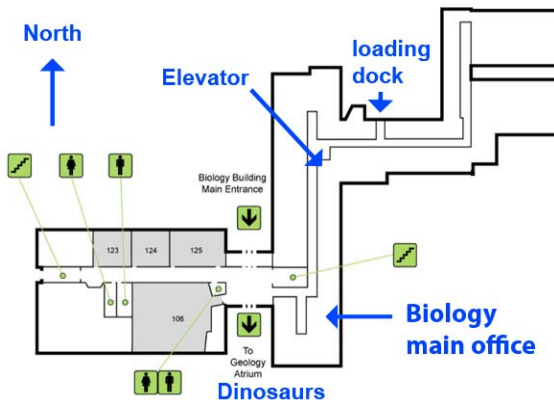 North
Elevator
loading
dock
Biology Building
Main Entrance
123
124
125
106
To
Geology
Atrium
Dinosaurs
Biology
main office